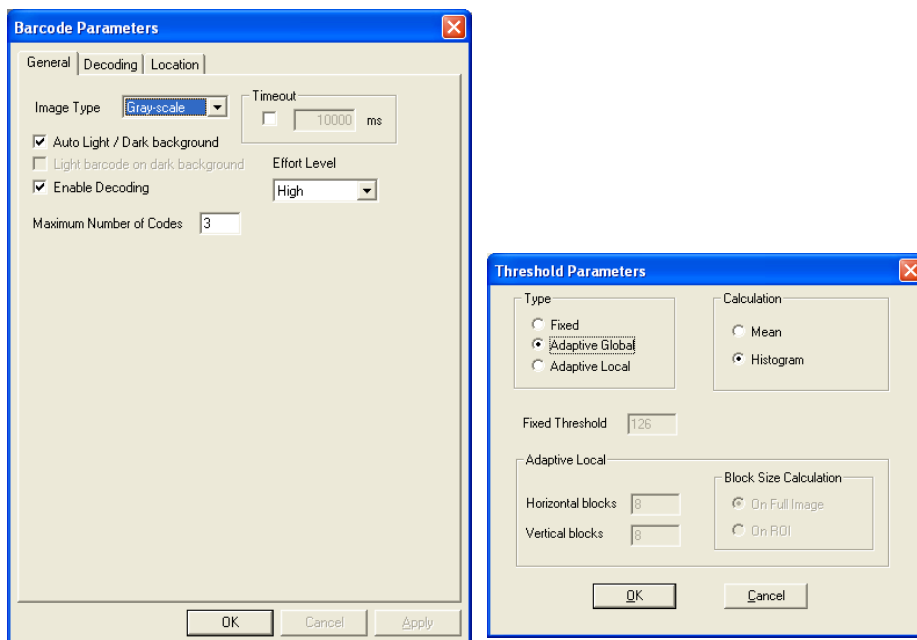 Barcode Parameters
General Decoding Location
Image Type Gray-scale
Timeout
10000 ms
Auto Light / Dark background
Light barcode on dark background
Enable Decoding
Effort Level
High
Maximum Number of Codes 3
OK Cancel Apply
Threshold Parameters
Type
Fixed
Adaptive Global
Adaptive Local
Calculation
Mean
Histogram
Fixed Threshold 126
Adaptive Local
Horizontal blocks 8
Vertical blocks 8
Block Size Calculation
On Full Image
On ROI
OK Cancel